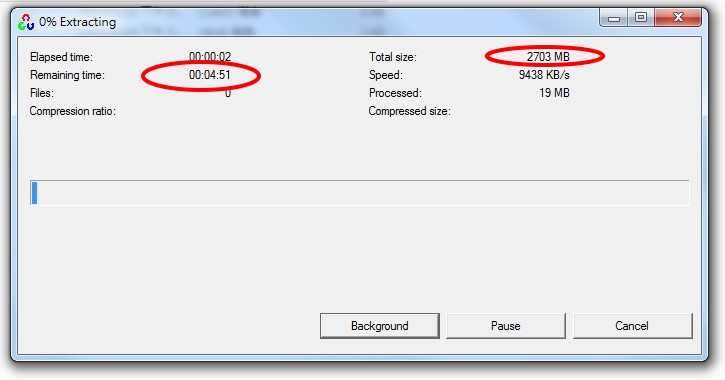 0% Extracting
Elapsed time: 00:00:02 Total size: 2703 MB
Remaining time: 00:04:51 Speed: 9438 KB/s
Files: 0 Processed: 19 MB
Compression ratio: Compressed size:
Background Pause Cancel